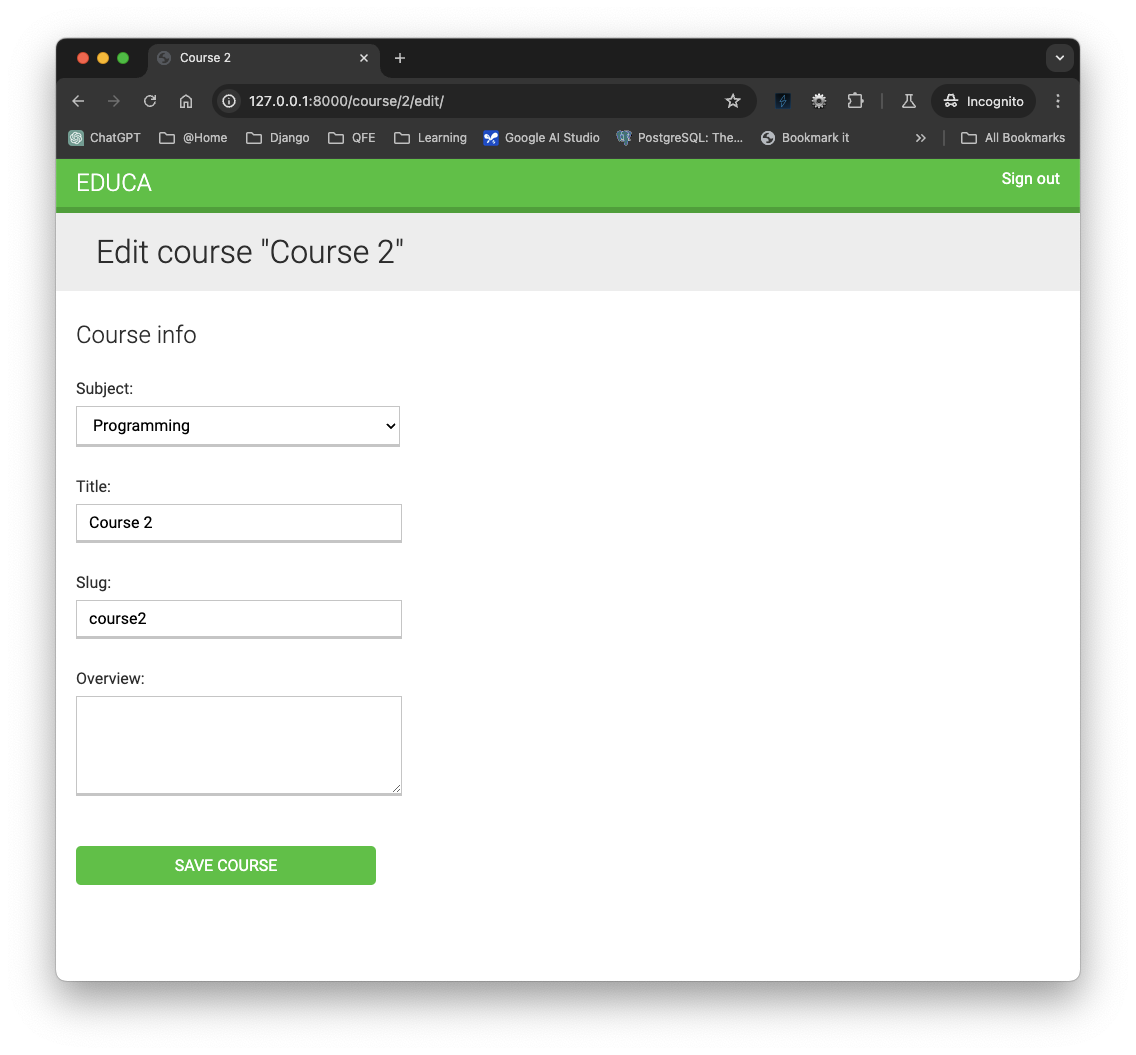 Course 2
127.0.0.1:8000/course/2/edit/
Incognito
ChatGPT @Home Django QFE Learning Google AI Studio PostgreSQL: The... Bookmark it All Bookmarks
EDUCA Sign out
Edit course "Course 2"
Course info
Subject:
Programming
Title:
Course 2
Slug:
course2
Overview:
SAVE COURSE